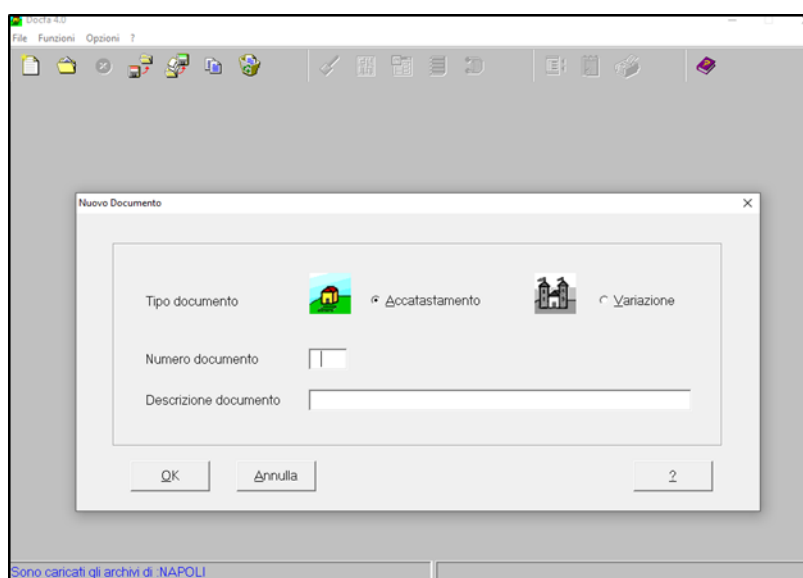 Docfa 4.0
File Funzioni Opzioni ?
Nuovo Documento
Tipo documento Accatastamento Variazione
Numero documento
Descrizione documento
OK Annulla ?
Sono caricati gli archivi di :NAPOLI